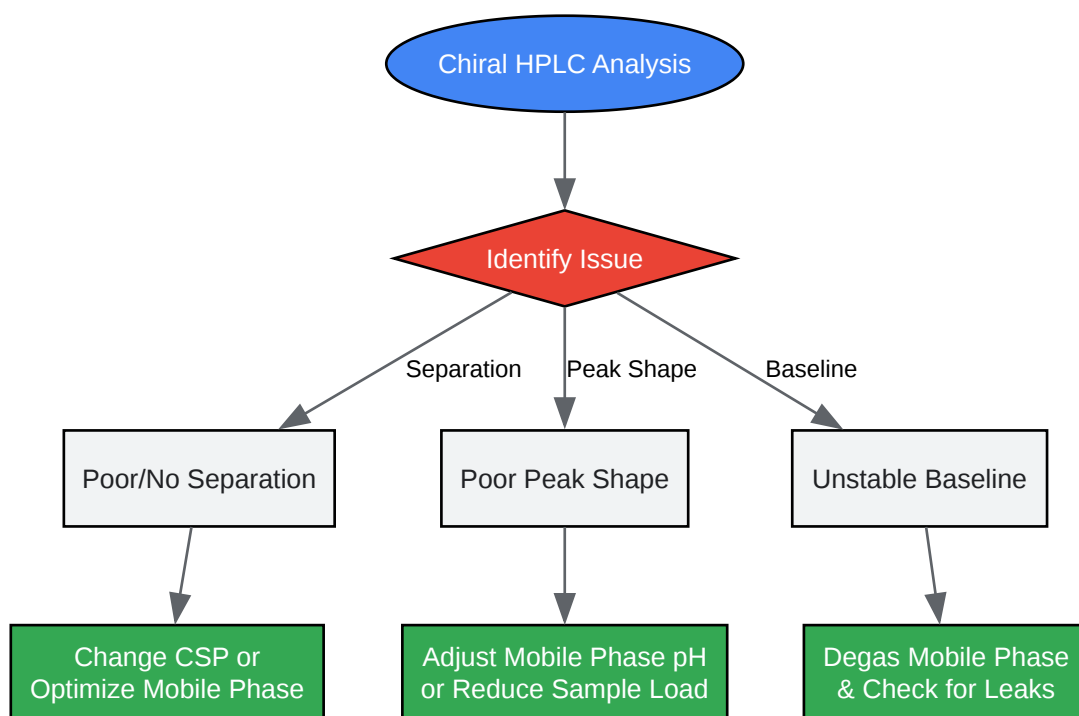 Chiral HPLC Analysis
Identify Issue
Separation
Peak Shape
Baseline
Poor/No Separation
Poor Peak Shape
Unstable Baseline
Change CSP or
Optimize Mobile Phase
Adjust Mobile Phase pH
or Reduce Sample Load
Degas Mobile Phase
& Check for Leaks